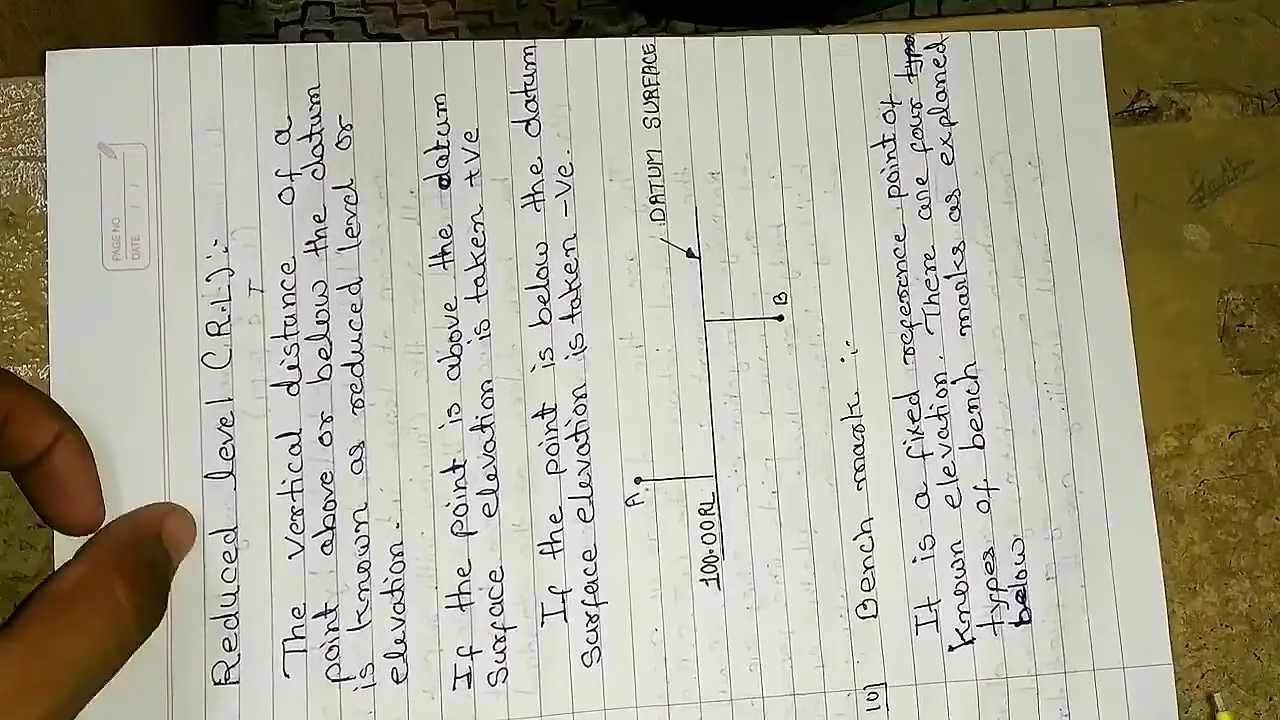 PAGE NO
DATE
Reduced level (R.L):-
The vertical distance of a
point above or below the datum
is known as reduced level or
elevation.
If the point is above the datum
surface elevation is taken +ve
If the point is below the datum
surface elevation is taken -ve.
A
DATUM SURFACE
100.00RL
B
10) Bench mark :-
It is a fixed reference point of
known elevation. There are four type
types of bench marks as explaned
below